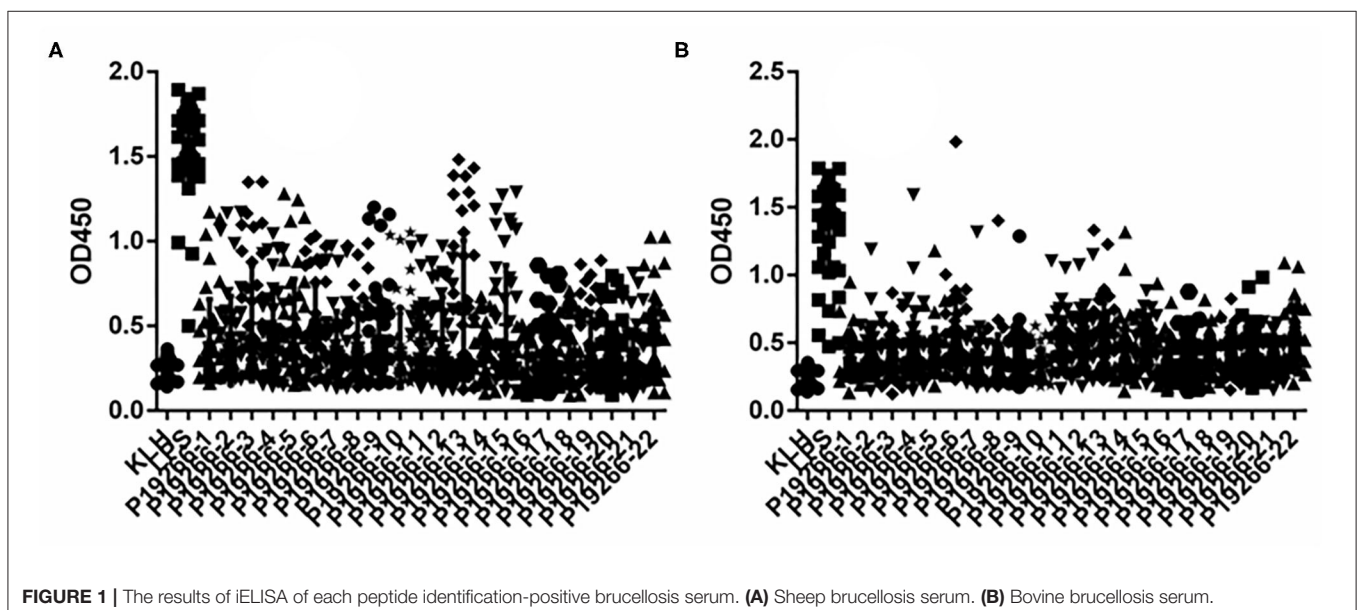 A
2.0
1.5
1.0
0.5
0.0
OD450
KLH
LPS
P19266-1
P19266-2
P19266-3
P19266-4
P19266-5
P19266-6
P19266-7
P19266-8
P19266-9
P19266-10
P19266-11
P19266-12
P19266-13
P19266-14
P19266-15
P19266-16
P19266-17
P19266-18
P19266-19
P19266-20
P19266-21
P19266-22
B
2.5
2.0
1.5
1.0
0.5
0.0
OD450
KLH
LPS
P19266-1
P19266-2
P19266-3
P19266-4
P19266-5
P19266-6
P19266-7
P19266-8
P19266-9
P19266-10
P19266-11
P19266-12
P19266-13
P19266-14
P19266-15
P19266-16
P19266-17
P19266-18
P19266-19
P19266-20
P19266-21
P19266-22
FIGURE 1 | The results of iELISA of each peptide identification-positive brucellosis serum. (A) Sheep brucellosis serum. (B) Bovine brucellosis serum.